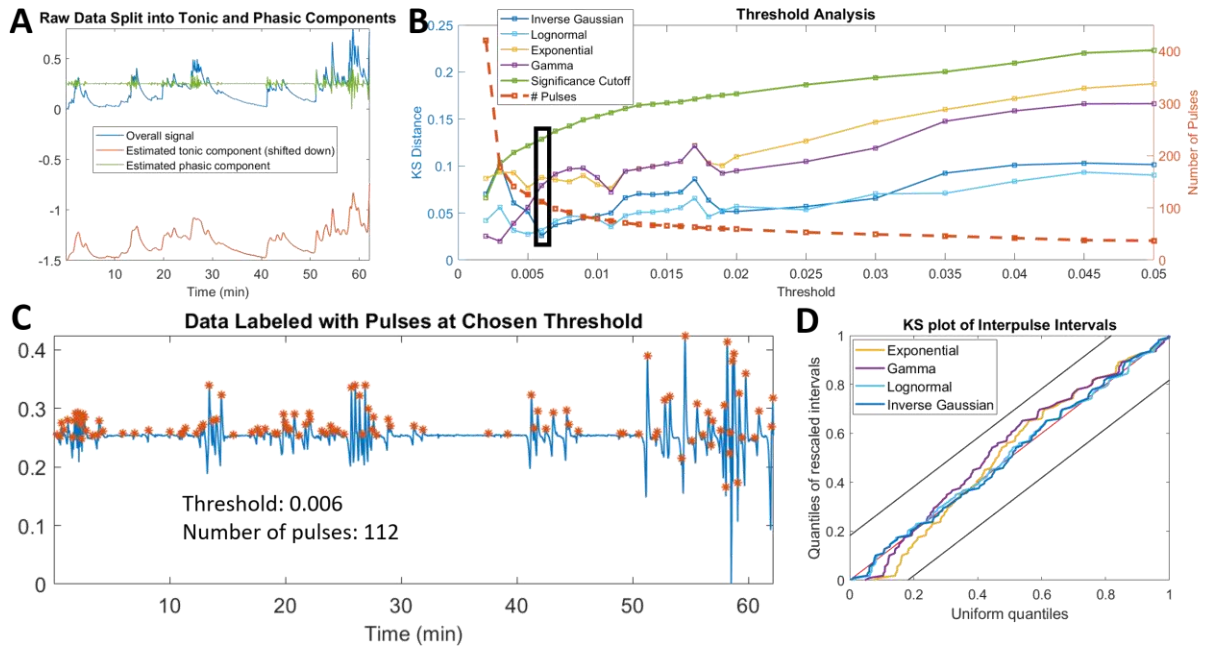 A
Raw Data Split into Tonic and Phasic Components
0.5
0
-0.5
-1
-1.5
Overall signal
Estimated tonic component (shifted down)
Estimated phasic component
10 20 30 40 50 60
Time (min)
B
Threshold Analysis
Inverse Gaussian
Lognormal
Exponential
Gamma
Significance Cutoff
# Pulses
KS Distance
0.25
0.2
0.15
0.1
0.05
0
0 0.005 0.01 0.015 0.02 0.025 0.03 0.035 0.04 0.045 0.05
Threshold
400
300
200
100
0
Number of Pulses
C
Data Labeled with Pulses at Chosen Threshold
0.4
0.3
0.2
0.1
0
Threshold: 0.006
Number of pulses: 112
10 20 30 40 50 60
Time (min)
D
KS plot of Interpulse Intervals
Exponential
Gamma
Lognormal
Inverse Gaussian
Quantiles of rescaled intervals
1
0.8
0.6
0.4
0.2
0
0 0.2 0.4 0.6 0.8 1
Uniform quantiles